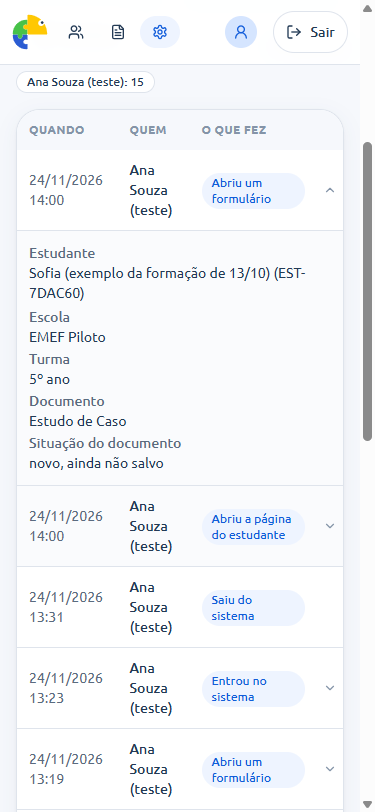 Sair
Ana Souza (teste): 15
QUANDO QUEM O QUE FEZ
24/11/2026
14:00
Ana
Souza
(teste)
Abriu um
formulário
Estudante
Sofia (exemplo da formação de 13/10) (EST-
7DAC60)
Escola
EMEF Piloto
Turma
5º ano
Documento
Estudo de Caso
Situação do documento
novo, ainda não salvo
24/11/2026
14:00
Ana
Souza
(teste)
Abriu a página
do estudante
24/11/2026
13:31
Ana
Souza
(teste)
Saiu do
sistema
24/11/2026
13:23
Ana
Souza
(teste)
Entrou no
sistema
24/11/2026
13:19
Ana
Souza
(teste)
Abriu um
formulário